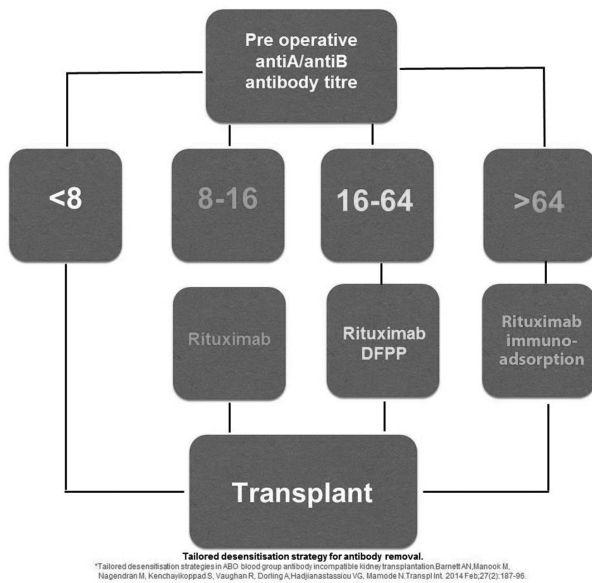 Pre operative
antiA/antiB
antibody titre
<8
8-16
16-64
>64
Rituximab
Rituximab
DFPP
Rituximab
immuno-
adsorption
Transplant
Tailored desensitisation strategy for antibody removal.
*Tailored desensitisation strategies in ABO blood group antibody incompatible kidney transplantation.Barnett AN,Manook M,
Nagendran M, Kenchayikoppad S, Vaughan R, Dorling A,Hadjianastassiou VG, Mamode N.Transpl Int. 2014 Feb;27(2):187-96.